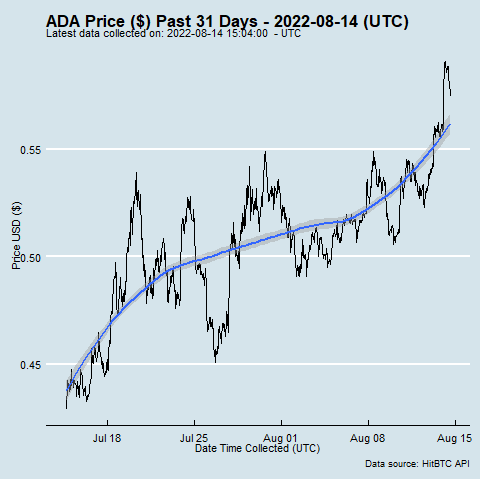 ADA Price ($) Past 31 Days - 2022-08-14 (UTC)
Latest data collected on: 2022-08-14 15:04:00 - UTC
Price USD ($)
0.55
0.50
0.45
Jul 18
Jul 25
Aug 01
Aug 08
Aug 15
Date Time Collected (UTC)
Data source: HitBTC API